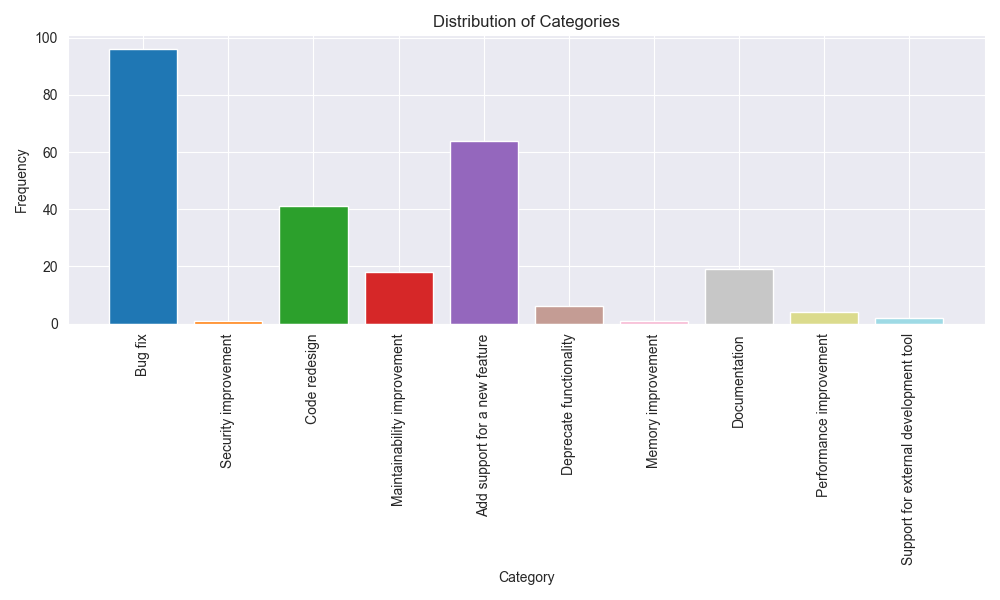 Distribution of Categories
Frequency
100
80
60
40
20
0
Bug fix
Security improvement
Code redesign
Maintainability improvement
Add support for a new feature
Deprecate functionality
Memory improvement
Documentation
Performance improvement
Support for external development tool
Category